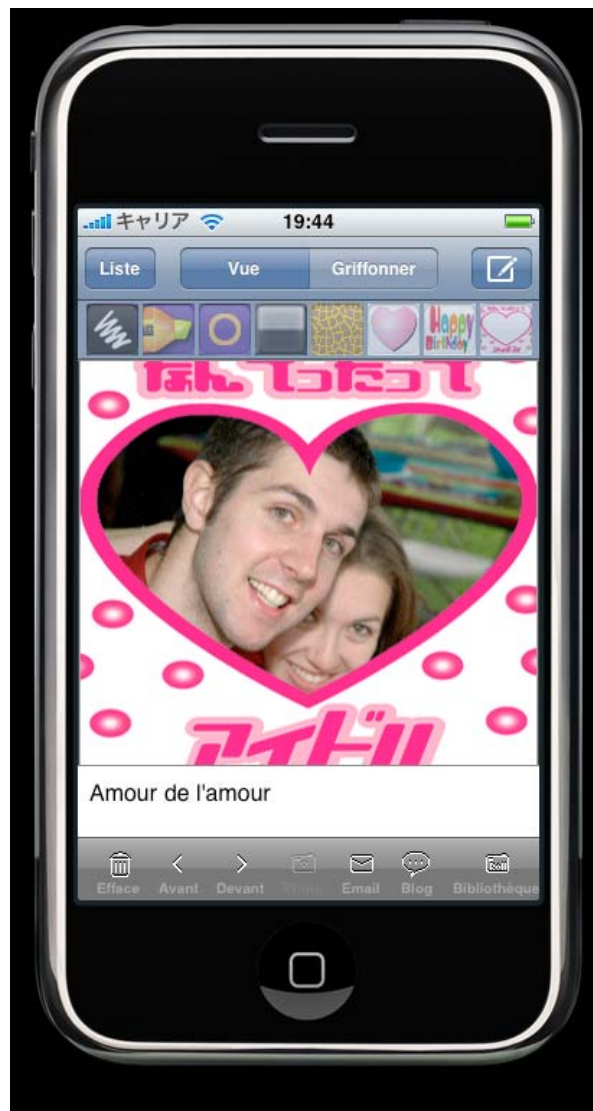 キャリア 19:44
Liste Vue Griffonner
Happy Birthday
なんてったって
アイドル
Amour de l'amour
Efface Avant Devant Photo Email Blog Bibliothèque